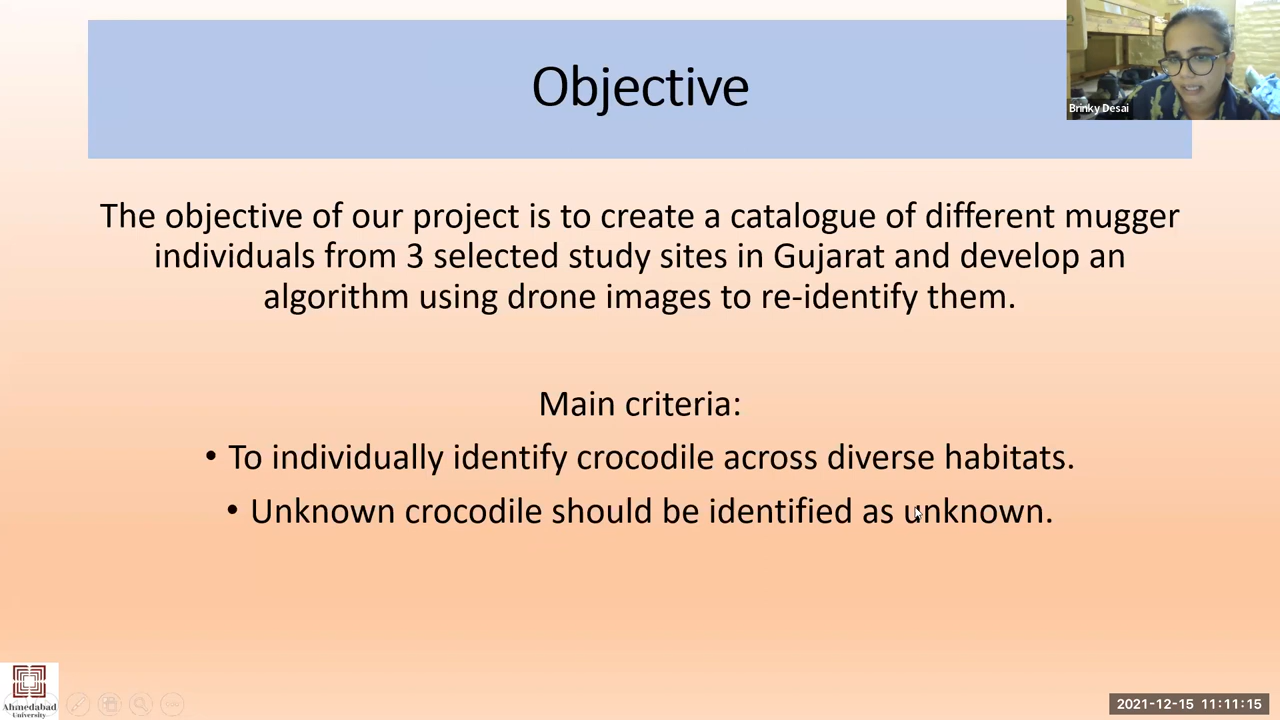 Objective
Brinky Desai
The objective of our project is to create a catalogue of different mugger
individuals from 3 selected study sites in Gujarat and develop an
algorithm using drone images to re-identify them.
Main criteria:
• To individually identify crocodile across diverse habitats.
• Unknown crocodile should be identified as unknown.
Ahmedabad
University
2021-12-15 11:11:15